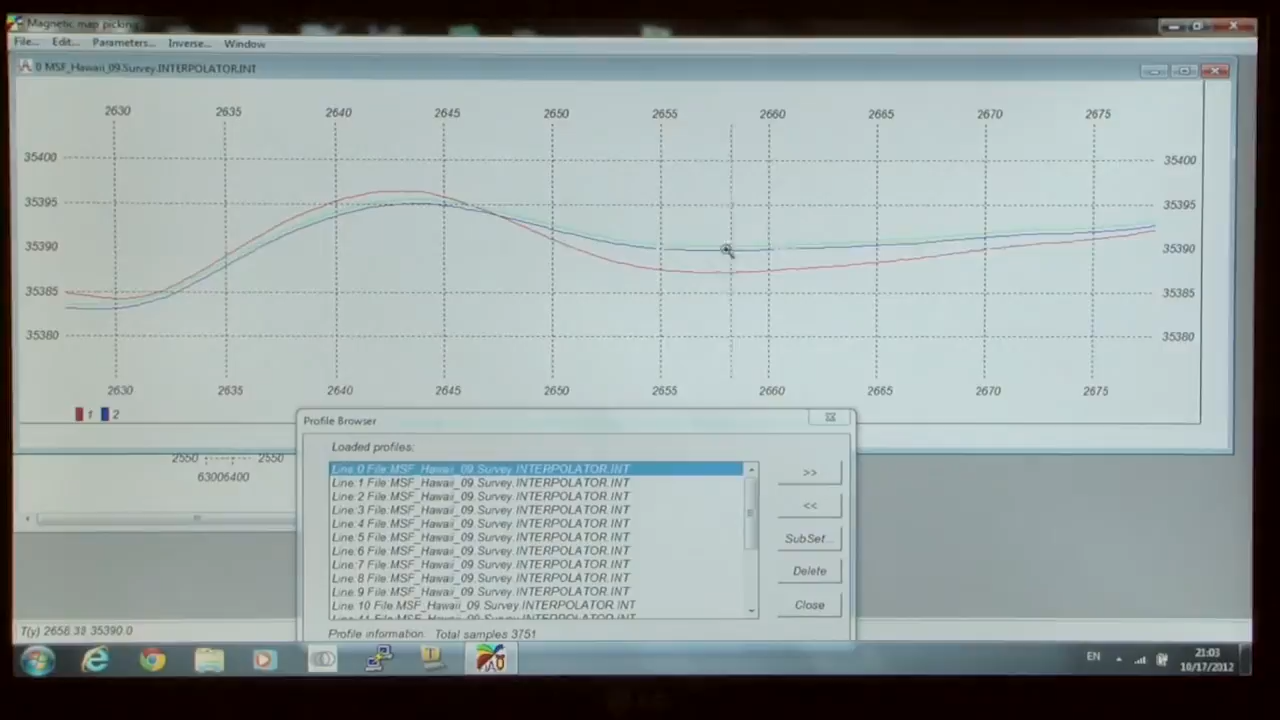 Magnetic map picking
File... Edit... Parameters... Inverse... Window
0 MSF_Hawaii_09.Survey.INTERPOLATOR.INT
2630 2635 2640 2645 2650 2655 2660 2665 2670 2675
35400 35400
35395 35395
35390 35390
35385 35385
35380 35380
2630 2635 2640 2645 2650 2655 2660 2665 2670 2675
1 2
Profile Browser
Loaded profiles:
2550 2550
63006400
Line:0 File:MSF_Hawaii_09.Survey.INTERPOLATOR.INT
Line:1 File:MSF_Hawaii_09.Survey.INTERPOLATOR.INT
Line:2 File:MSF_Hawaii_09.Survey.INTERPOLATOR.INT
Line:3 File:MSF_Hawaii_09.Survey.INTERPOLATOR.INT
Line:4 File:MSF_Hawaii_09.Survey.INTERPOLATOR.INT
Line:5 File:MSF_Hawaii_09.Survey.INTERPOLATOR.INT
Line:6 File:MSF_Hawaii_09.Survey.INTERPOLATOR.INT
Line:7 File:MSF_Hawaii_09.Survey.INTERPOLATOR.INT
Line:8 File:MSF_Hawaii_09.Survey.INTERPOLATOR.INT
Line:9 File:MSF_Hawaii_09.Survey.INTERPOLATOR.INT
Line:10 File:MSF_Hawaii_09.Survey.INTERPOLATOR.INT
>>
<<
SubSet...
Delete
Close
Profile information: Total samples 3751
T(y) 2658.38 35390.0
EN
21:03
10/17/2012